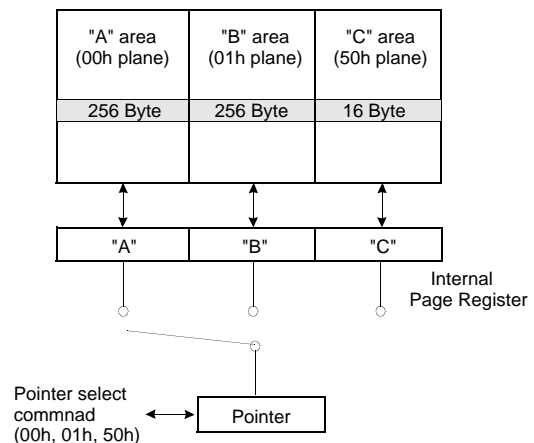 "A" area "B" area "C" area
(00h plane) (01h plane) (50h plane)
256 Byte 256 Byte 16 Byte
"A" "B" "C"
Internal
Page Register
Pointer select
commnad
(00h, 01h, 50h)
Pointer